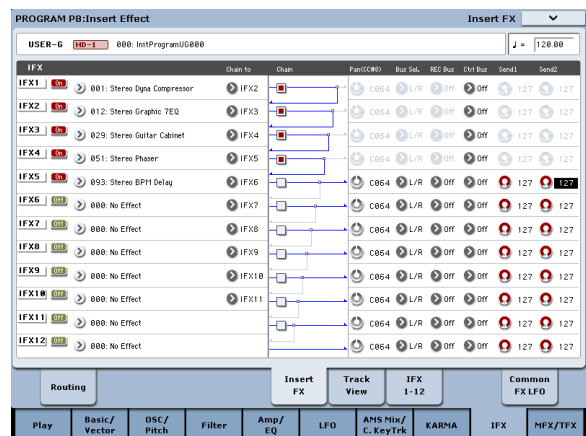 PROGRAM P8:Insert Effect Insert FX
USER-G HD-1 000: InitProgramUG000 ♩= 120.00
IFX Chain to Chain Pan(CC#8) Bus Sel. REC Bus Ctrl Bus Send1 Send2
IFX1 On 001: Stereo Dyna Compressor IFX2 C064 L/R Off Off 127 127
IFX2 On 012: Stereo Graphic 7EQ IFX3 C064 L/R Off Off 127 127
IFX3 On 029: Stereo Guitar Cabinet IFX4 C064 L/R Off Off 127 127
IFX4 On 051: Stereo Phaser IFX5 C064 L/R Off Off 127 127
IFX5 On 093: Stereo BPM Delay IFX6 C064 L/R Off Off 127 127
IFX6 Off 000: No Effect IFX7 C064 L/R Off Off 127 127
IFX7 Off 000: No Effect IFX8 C064 L/R Off Off 127 127
IFX8 Off 000: No Effect IFX9 C064 L/R Off Off 127 127
IFX9 Off 000: No Effect IFX10 C064 L/R Off Off 127 127
IFX10 Off 000: No Effect IFX11 C064 L/R Off Off 127 127
IFX11 Off 000: No Effect C064 L/R Off Off 127 127
IFX12 Off 000: No Effect C064 L/R Off Off 127 127
Routing Insert FX Track View IFX 1-12 Common FX LFO
Play Basic/ Vector OSC/ Pitch Filter Amp/ EQ LFO AMS Mix/ C. KeyTrk KARMA IFX MFX/TFX